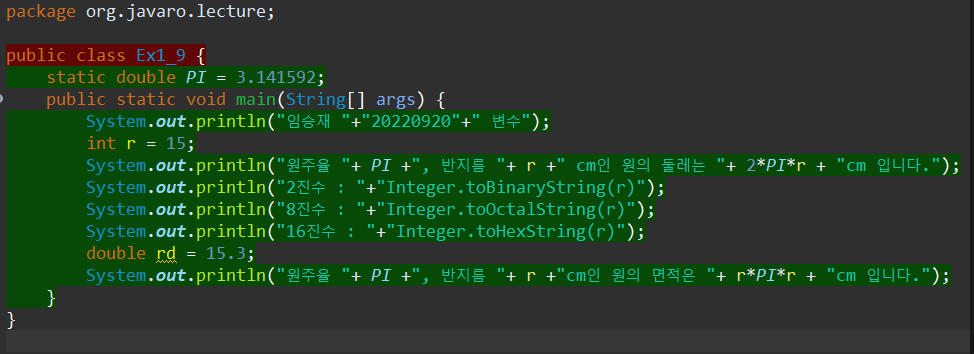 package org.javaro.lecture;
public class Ex1_9 {
static double PI = 3.141592;
public static void main(String[] args) {
System.out.println("임승재 "+"20220920"+" 변수");
int r = 15;
System.out.println("원주율 "+ PI +", 반지름 "+ r +" cm인 원의 둘레는 "+ 2*PI*r + "cm 입니다.");
System.out.println("2진수 : "+"Integer.toBinaryString(r)");
System.out.println("8진수 : "+"Integer.toOctalString(r)");
System.out.println("16진수 : "+"Integer.toHexString(r)");
double rd = 15.3;
System.out.println("원주율 "+ PI +", 반지름 "+ r +"cm인 원의 면적은 "+ r*PI*r + "cm 입니다.");
}
}